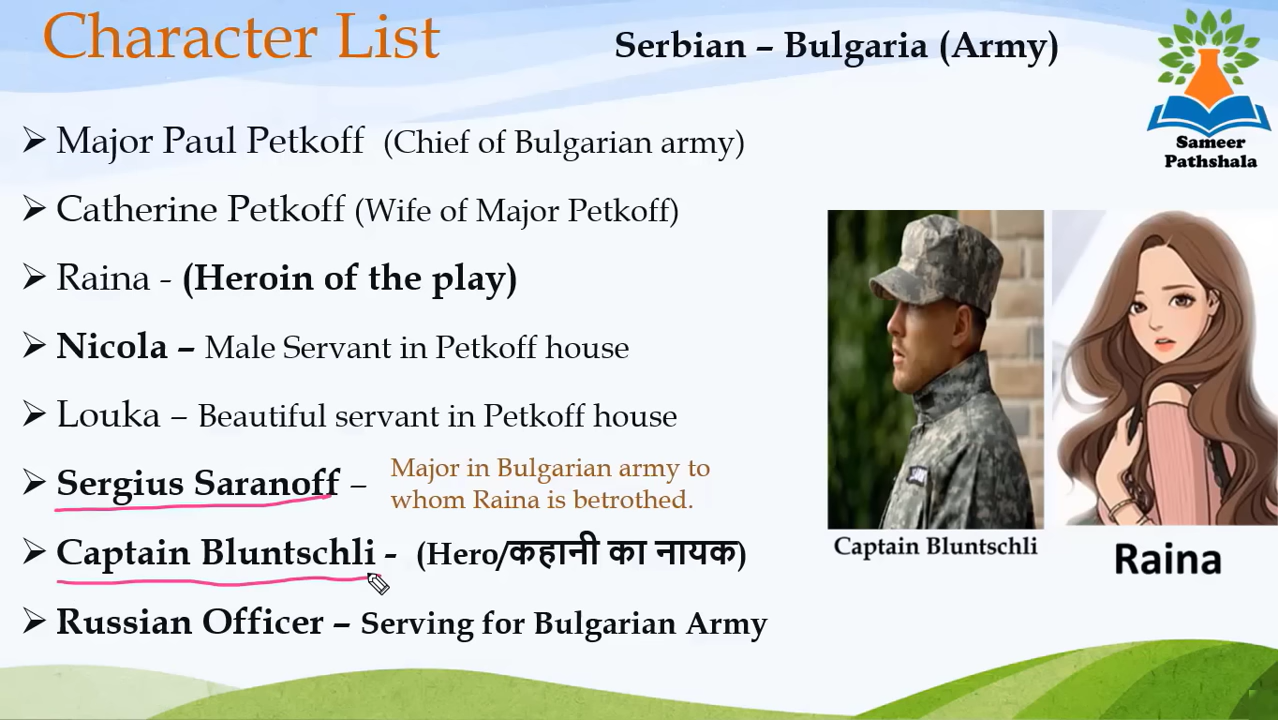 Character List
Serbian – Bulgaria (Army)
Sameer
Pathshala
Major Paul Petkoff (Chief of Bulgarian army)
Catherine Petkoff (Wife of Major Petkoff)
Raina - (Heroin of the play)
Nicola – Male Servant in Petkoff house
Louka – Beautiful servant in Petkoff house
Sergius Saranoff – Major in Bulgarian army to
whom Raina is betrothed.
Captain Bluntschli - (Hero/कहानी का नायक)
Russian Officer – Serving for Bulgarian Army
Captain Bluntschli
Raina